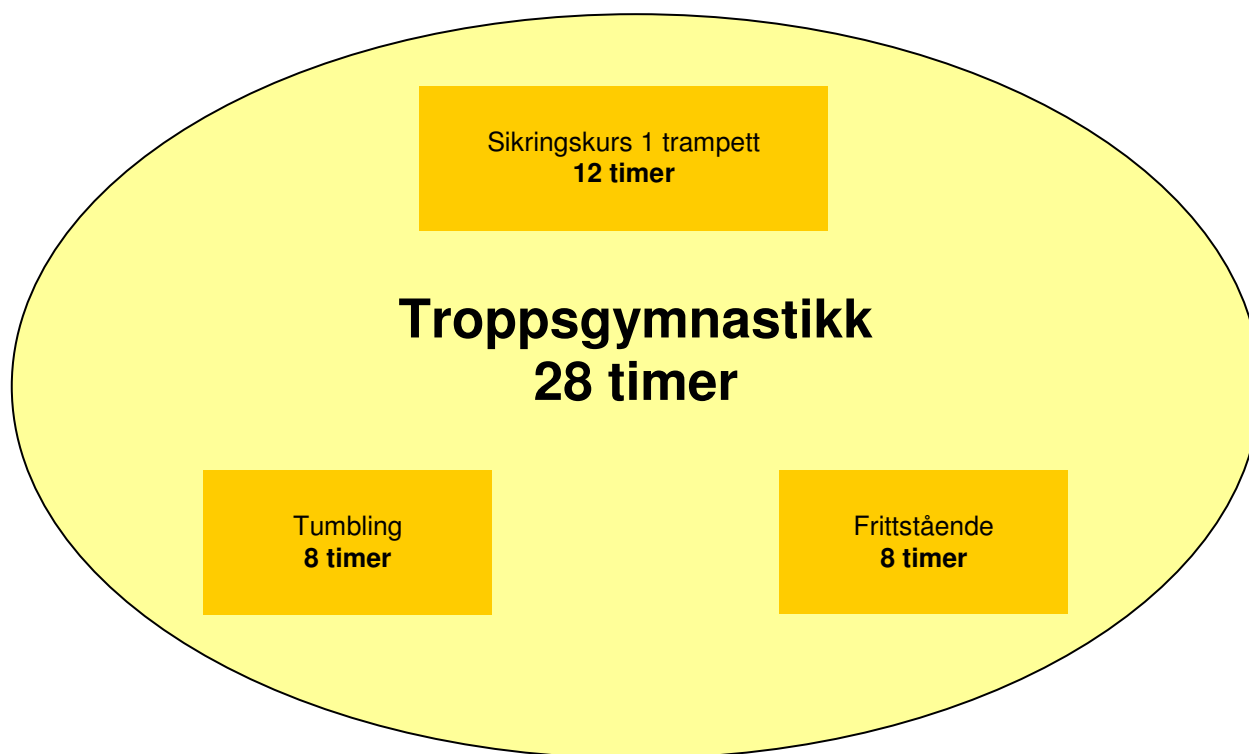 Sikringskurs 1 trampett
12 timer
Troppsgymnastikk
28 timer
Tumbling
8 timer
Frittstående
8 timer